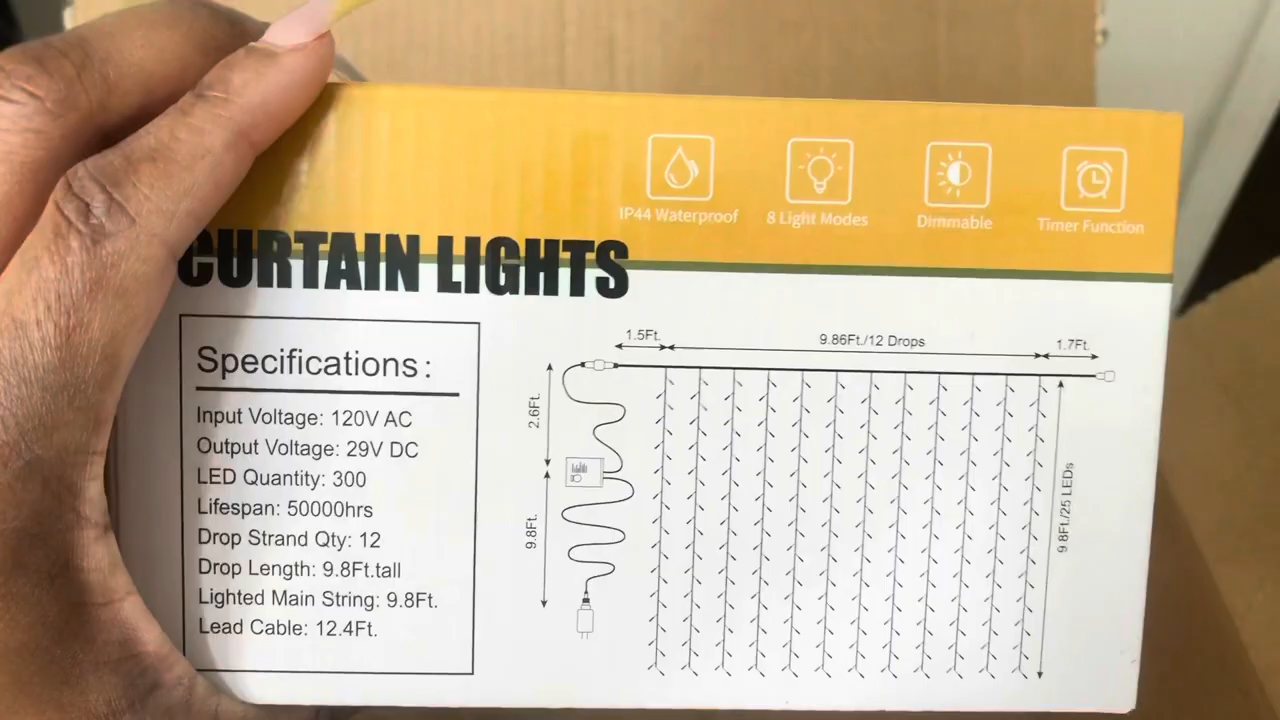 IP44 Waterproof
8 Light Modes
Dimmable
Timer Function
CURTAIN LIGHTS
Specifications:
Input Voltage: 120V AC
Output Voltage: 29V DC
LED Quantity: 300
Lifespan: 50000hrs
Drop Strand Qty: 12
Drop Length: 9.8Ft.tall
Lighted Main String: 9.8Ft.
Lead Cable: 12.4Ft.
1.5Ft.
9.86Ft./12 Drops
1.7Ft.
2.6Ft.
9.8Ft.
9.8Ft./25 LEDs